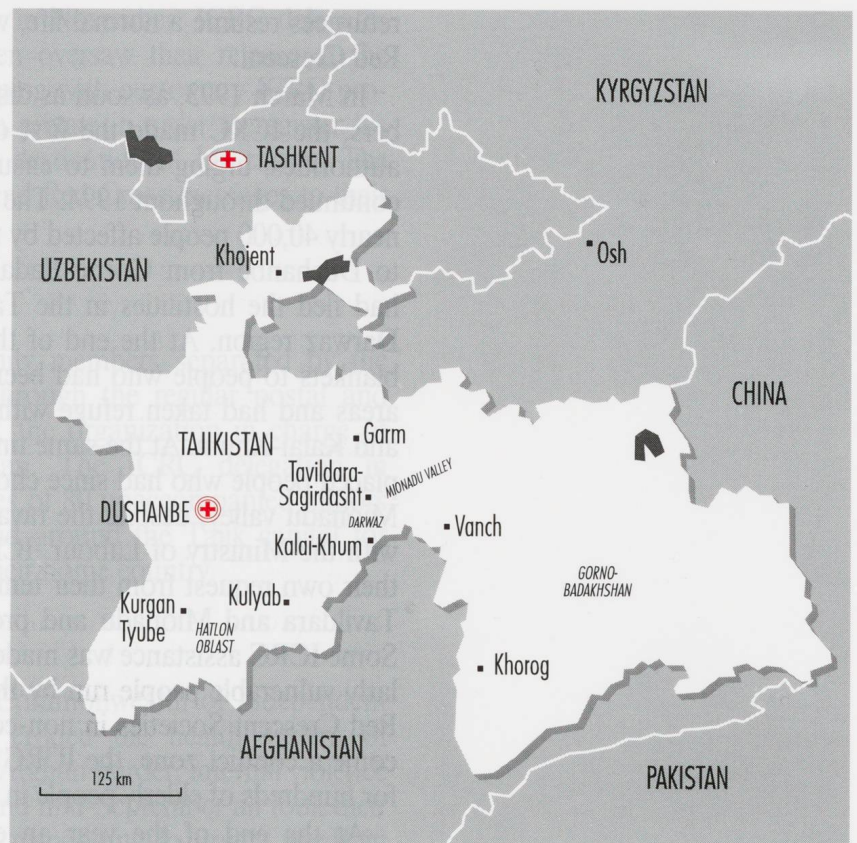 KYRGYZSTAN
TASHKENT
Khojent
Osh
UZBEKISTAN
CHINA
TAJIKISTAN
Garm
Tavildara-
Sagirdasht
MIONADU VALLEY
DUSHANBE
DARWAZ
Vanch
Kalai-Khum
GORNO-
BADAKHSHAN
Kurgan
Tyube
Kulyab
HATLON
OBLAST
Khorog
AFGHANISTAN
125 km
PAKISTAN